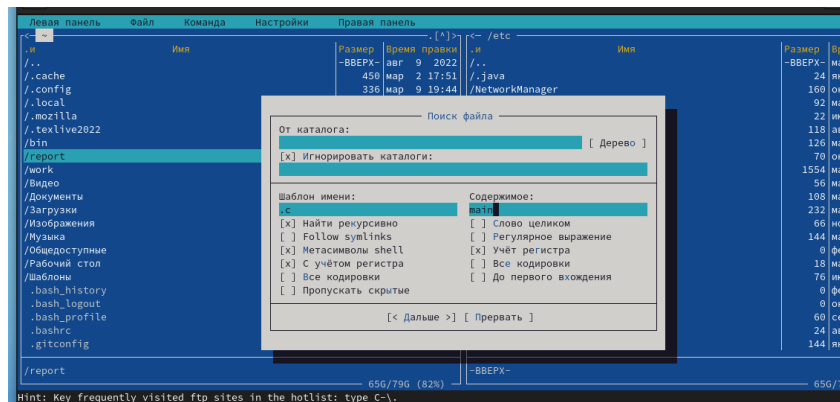 Левая панель Файл Команда Настройки Правая панель
<- ~ .[^]> <- /etc
.и Имя Размер Время правки .и Имя Размер
/.. -ВВЕРХ- авг 9 2022 /.. -ВВЕРХ-
/.cache 450 мар 2 17:51 /.java 24
/.config 336 мар 9 19:44 /NetworkManager 160
/.local 92
/.mozilla Поиск файла 22
/.texlive2022 От каталога: 118
/bin [ Дерево ] 126
/report [x] Игнорировать каталоги: 70
/work 1554
/Видео 56
/Документы Шаблон имени: Содержимое: 108
/Загрузки .c main 232
/Изображения [x] Найти рекурсивно [ ] Слово целиком 66
/Музыка [ ] Follow symlinks [ ] Регулярное выражение 144
/Общедоступные [x] Метасимволы shell [x] Учёт регистра 0
/Рабочий стол [x] С учётом регистра [ ] Все кодировки 18
/Шаблоны [ ] Все кодировки [ ] До первого вхождения 76
.bash_history [ ] Пропускать скрытые 0
.bash_logout 0
.bash_profile [< Дальше >] [ Прервать ] 60
.bashrc 24
.gitconfig 144
/report -ВВЕРХ-
65G/79G (82%) 65G/
Hint: Key frequently visited ftp sites in the hotlist: type C-\.